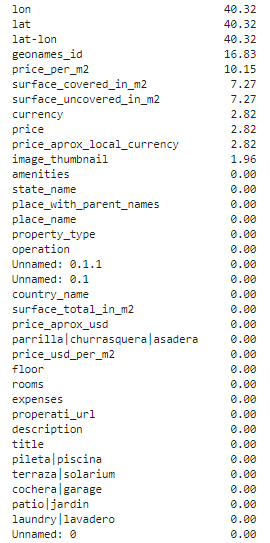 lon 40.32
lat 40.32
lat-lon 40.32
geonames_id 16.83
price_per_m2 10.15
surface_covered_in_m2 7.27
surface_uncovered_in_m2 7.27
currency 2.82
price 2.82
price_aprox_local_currency 2.82
image_thumbnail 1.96
amenities 0.00
state_name 0.00
place_with_parent_names 0.00
place_name 0.00
property_type 0.00
operation 0.00
Unnamed: 0.1.1 0.00
Unnamed: 0.1 0.00
country_name 0.00
surface_total_in_m2 0.00
price_aprox_usd 0.00
parrilla|churrasquera|asadera 0.00
price_usd_per_m2 0.00
floor 0.00
rooms 0.00
expenses 0.00
properati_url 0.00
description 0.00
title 0.00
pileta|piscina 0.00
terraza|solarium 0.00
cochera|garage 0.00
patio|jardin 0.00
laundry|lavadero 0.00
Unnamed: 0 0.00